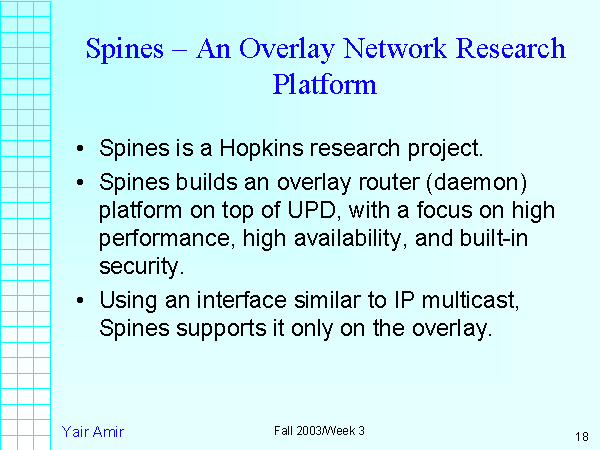 Spines – An Overlay Network Research
Platform
• Spines is a Hopkins research project.
• Spines builds an overlay router (daemon)
platform on top of UPD, with a focus on high
performance, high availability, and built-in
security.
• Using an interface similar to IP multicast,
Spines supports it only on the overlay.
Yair Amir
Fall 2003/Week 3
18